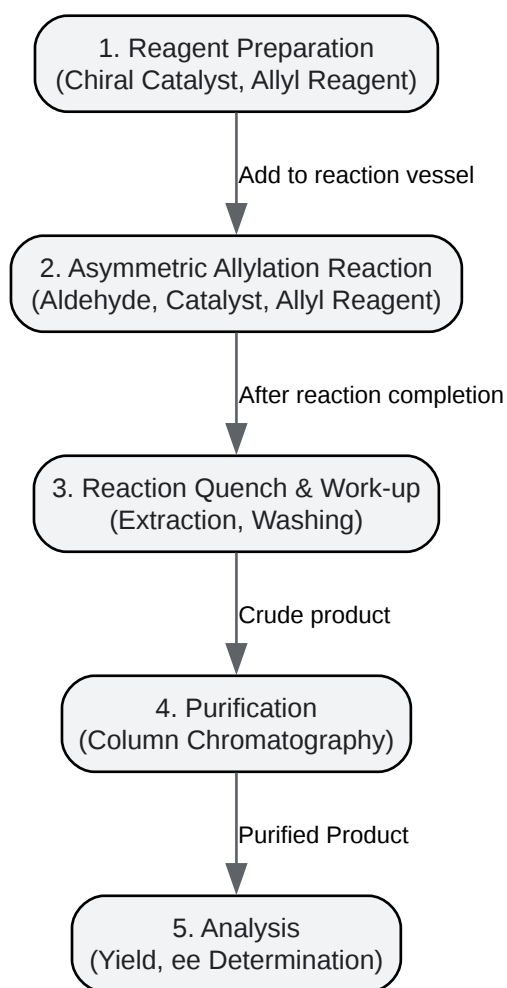 1. Reagent Preparation
(Chiral Catalyst, Allyl Reagent)
Add to reaction vessel
2. Asymmetric Allylation Reaction
(Aldehyde, Catalyst, Allyl Reagent)
After reaction completion
3. Reaction Quench & Work-up
(Extraction, Washing)
Crude product
4. Purification
(Column Chromatography)
Purified Product
5. Analysis
(Yield, ee Determination)